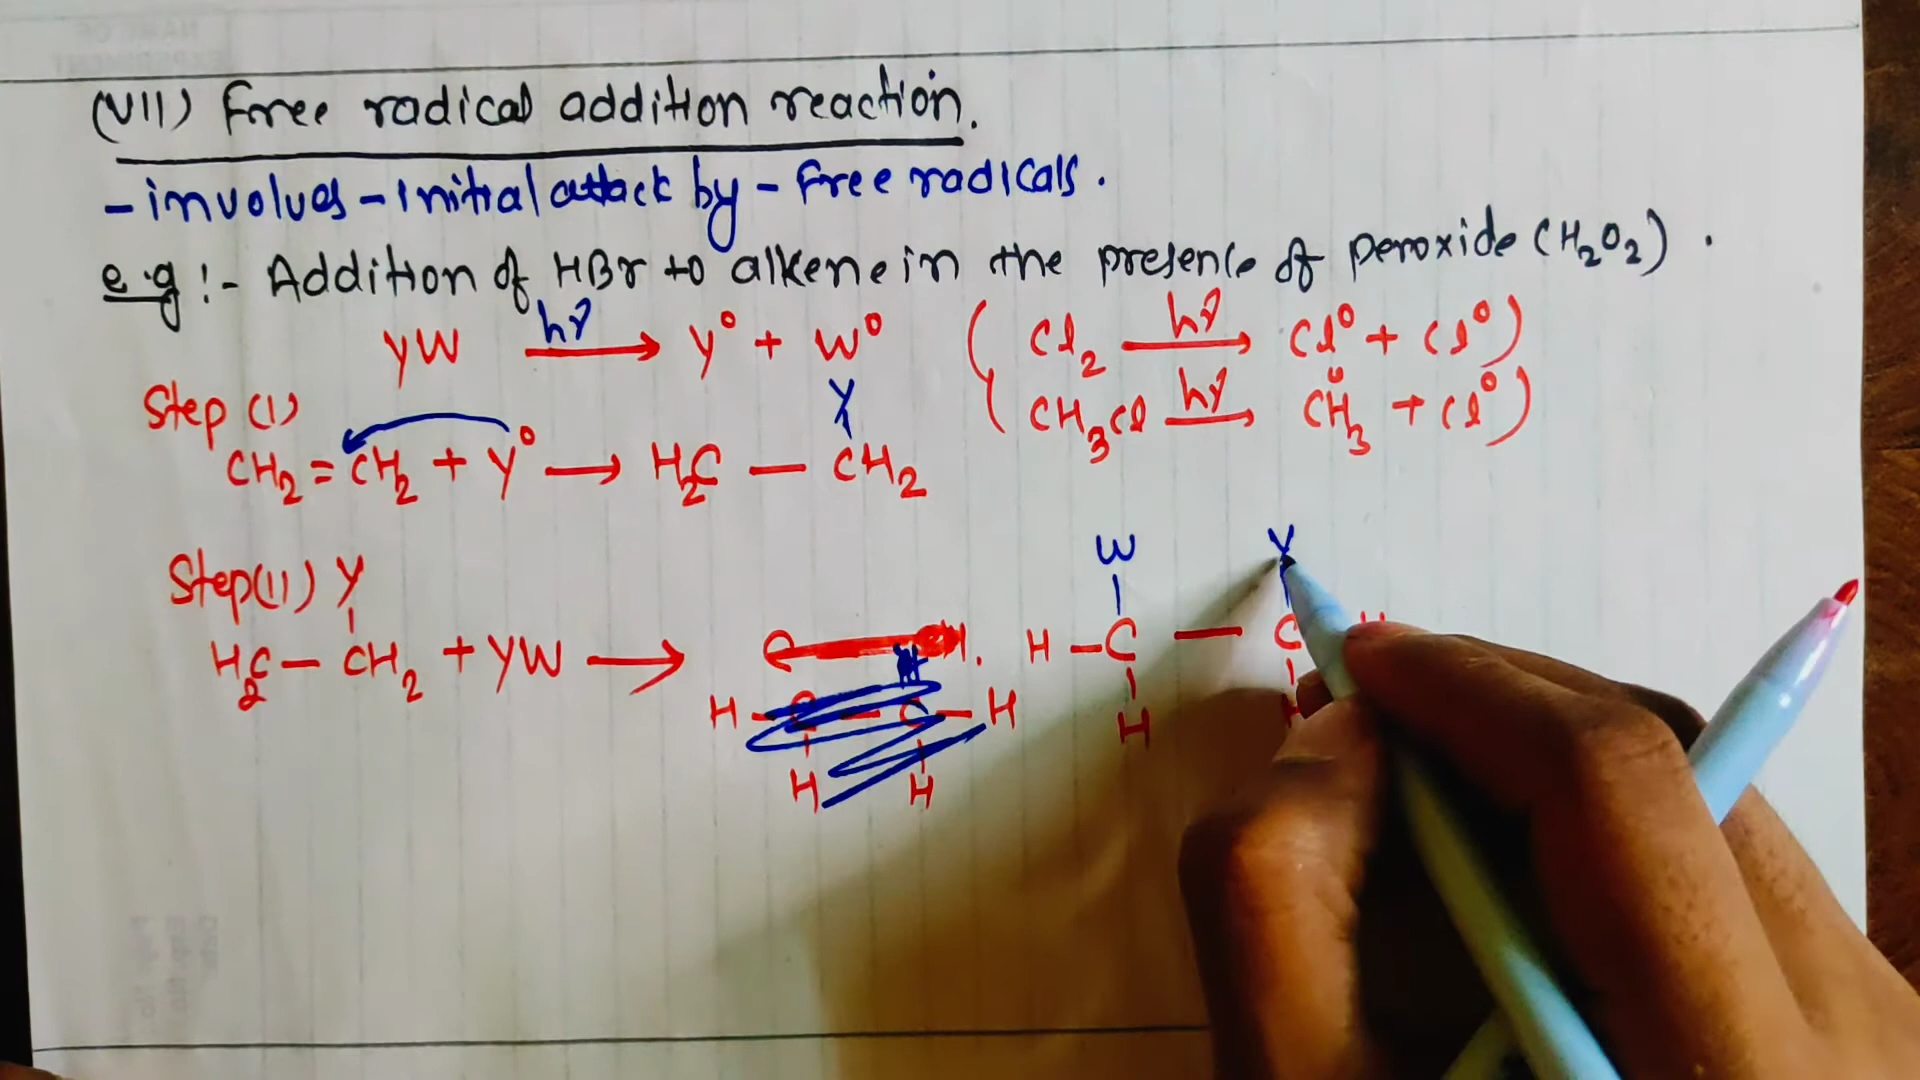 (VII) Free radical addition reaction.
- involves - initial attack by - Free radicals.
e.g :- Addition of HBr to alkene in the presence of peroxide (H₂O₂).
YW hν → Y° + W° ( Cl₂ hν → Cl° + Cl° )
( CH₃Cl hν → C°H₃ + Cl° )
Step (I)
Y
CH₂ = CH₂ + Y° → H₂C — CH₂
Step (II) Y
W Y
H₂C — CH₂ + YW → H – C — C H
H H
H H
H H